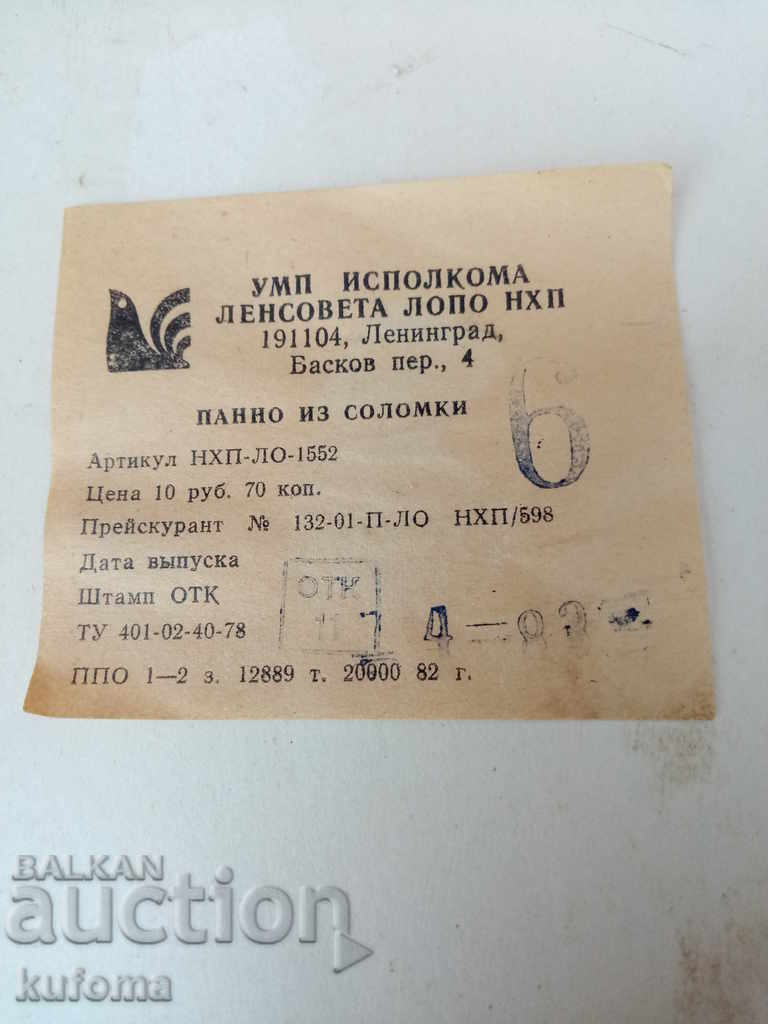 УМП ИСПОЛКОМА
ЛЕНСОВЕТА ЛОПО НХП
191104, Ленинград,
Басков пер., 4
ПАННО ИЗ СОЛОМКИ
6
Артикул НХП-ЛО-1552
Цена 10 руб. 70 коп.
Прейскурант № 132-01-П-ЛО НХП/598
Дата выпуска
Штамп ОТК
ОТК
11
ТУ 401-02-40-78
ППО 1—2 з. 12889 т. 20000 82 г.
BALKAN
auction
kufoma